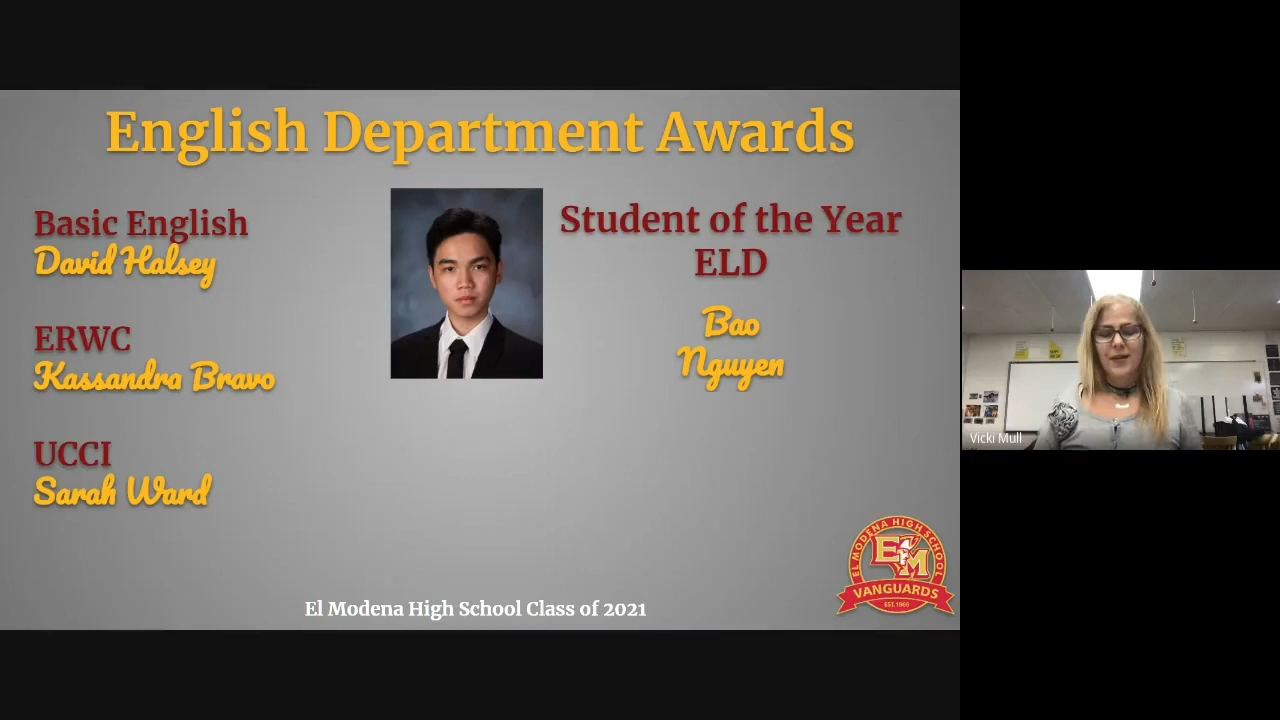 English Department Awards
Basic English
David Halsey
ERWC
Kassandra Bravo
UCCI
Sarah Ward
Student of the Year
ELD
Bao
Nguyen
El Modena High School Class of 2021
EL MODENA HIGH SCHOOL
EM
VANGUARDS
EST. 1966
Vicki Mull